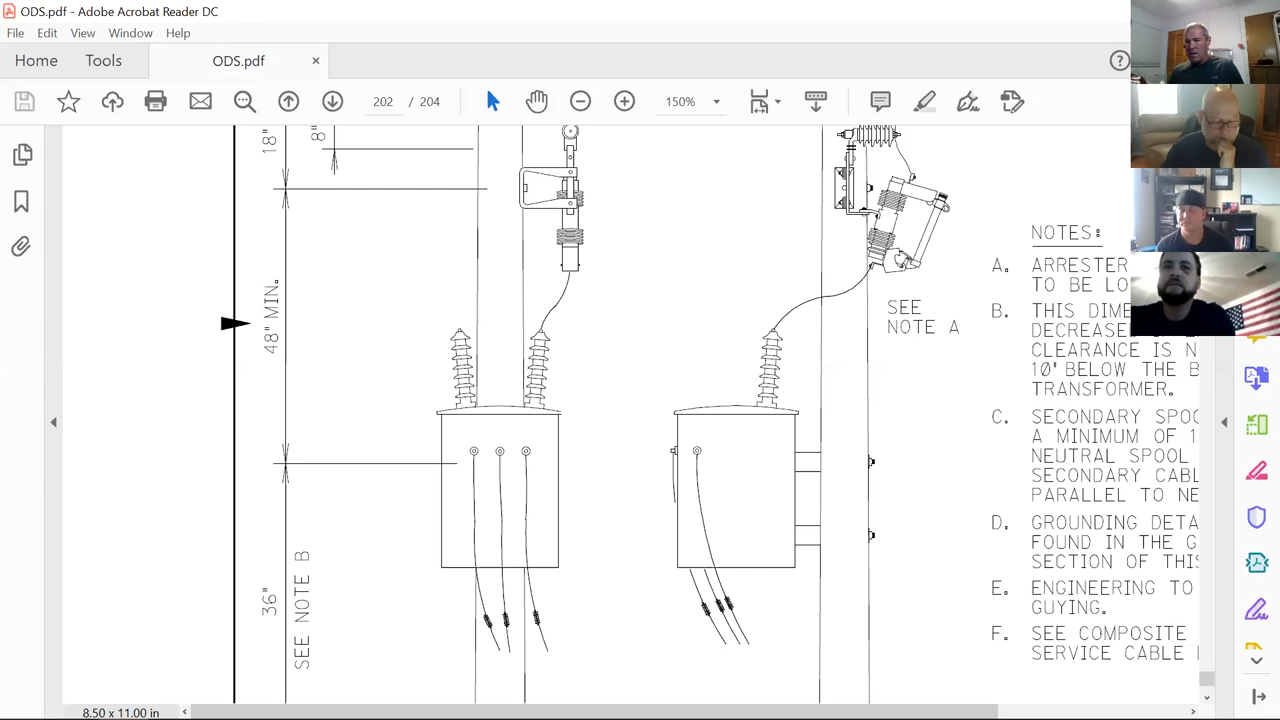 ODS.pdf - Adobe Acrobat Reader DC
File Edit View Window Help
Home Tools ODS.pdf ×
202 / 204 150%
18"
8"
48" MIN.
36"
SEE NOTE B
SEE
NOTE A
NOTES:
A. ARRESTER
TO BE LO
B. THIS DIME
DECREASED
CLEARANCE IS N
10" BELOW THE B
TRANSFORMER.
C. SECONDARY SPOO
A MINIMUM OF 1
NEUTRAL SPOOL
SECONDARY CABL
PARALLEL TO NE
D. GROUNDING DETA
FOUND IN THE G
SECTION OF THIS
E. ENGINEERING TO
GUYING.
F. SEE COMPOSITE
SERVICE CABLE
8.50 x 11.00 in